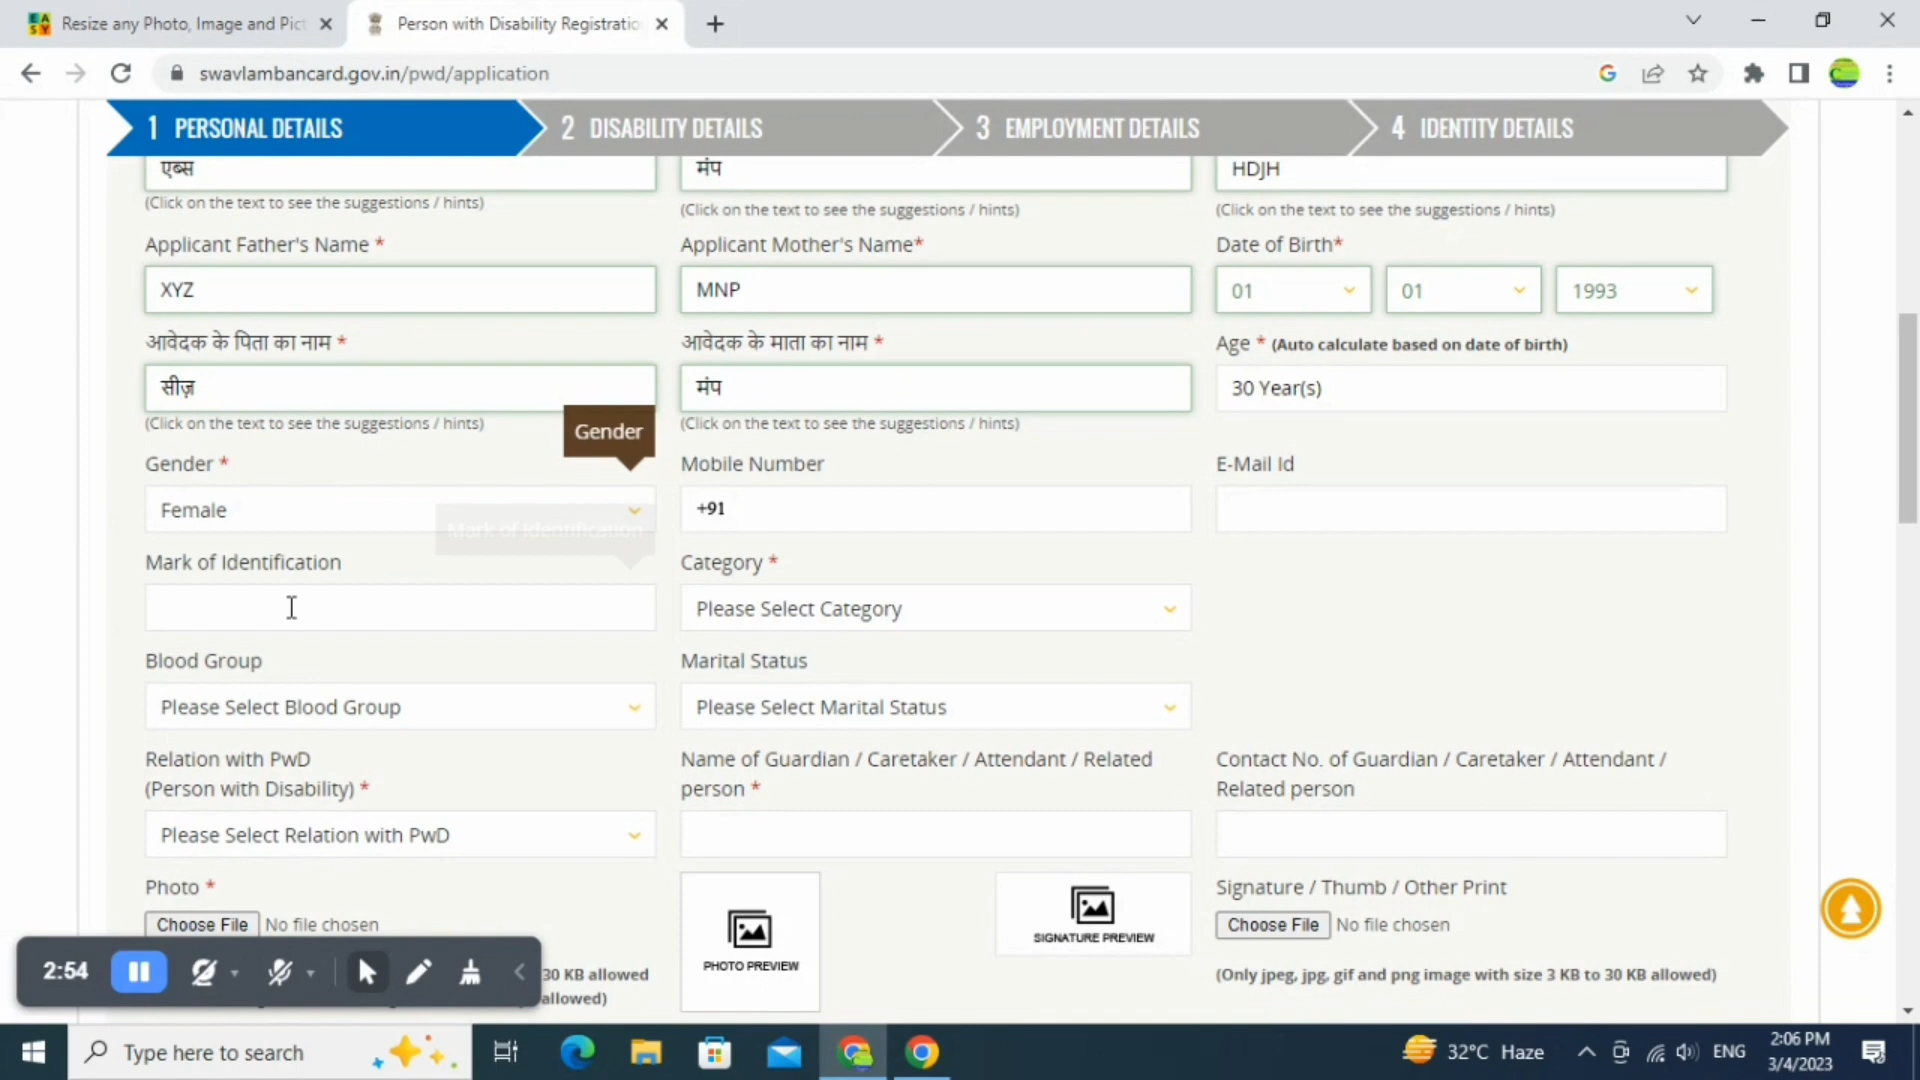 Resize any Photo, Image and Pict
Person with Disability Registratio
swavlambancard.gov.in/pwd/application
1 PERSONAL DETAILS
2 DISABILITY DETAILS
3 EMPLOYMENT DETAILS
4 IDENTITY DETAILS
एब्स
मंप
HDJH
(Click on the text to see the suggestions / hints)
(Click on the text to see the suggestions / hints)
(Click on the text to see the suggestions / hints)
Applicant Father's Name *
Applicant Mother's Name*
Date of Birth*
XYZ
MNP
01
01
1993
आवेदक के पिता का नाम *
आवेदक के माता का नाम *
Age * (Auto calculate based on date of birth)
सीज़
मंप
30 Year(s)
(Click on the text to see the suggestions / hints)
Gender
(Click on the text to see the suggestions / hints)
Gender *
Mobile Number
E-Mail Id
Female
Mark of Identification
+91
Mark of Identification
Category *
Please Select Category
Blood Group
Marital Status
Please Select Blood Group
Please Select Marital Status
Relation with PwD
(Person with Disability) *
Name of Guardian / Caretaker / Attendant / Related
person *
Contact No. of Guardian / Caretaker / Attendant /
Related person
Please Select Relation with PwD
Photo *
Choose File No file chosen
PHOTO PREVIEW
SIGNATURE PREVIEW
Signature / Thumb / Other Print
Choose File No file chosen
2:54
30 KB allowed
allowed)
(Only jpeg, jpg, gif and png image with size 3 KB to 30 KB allowed)
Type here to search
32°C Haze
ENG
2:06 PM
3/4/2023